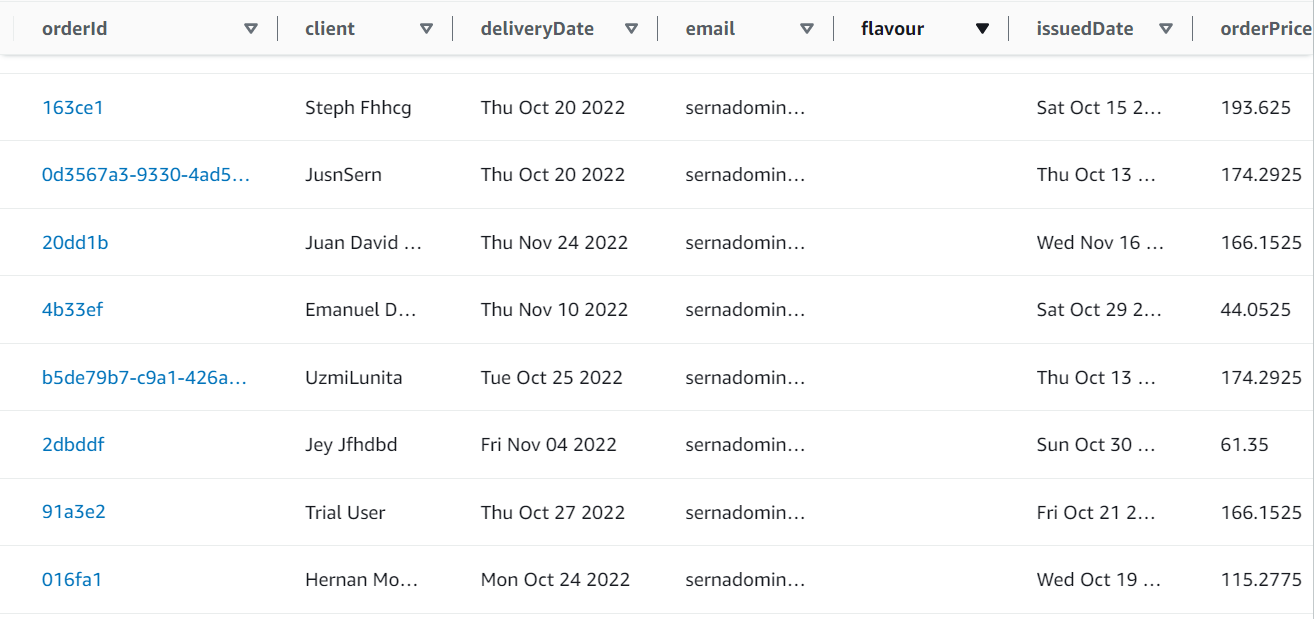 orderId client deliveryDate email flavour issuedDate orderPrice
163ce1 Steph Fhhcg Thu Oct 20 2022 sernadomin… Sat Oct 15 2… 193.625
0d3567a3-9330-4ad5… JusnSern Thu Oct 20 2022 sernadomin… Thu Oct 13 … 174.2925
20dd1b Juan David … Thu Nov 24 2022 sernadomin… Wed Nov 16 … 166.1525
4b33ef Emanuel D… Thu Nov 10 2022 sernadomin… Sat Oct 29 2… 44.0525
b5de79b7-c9a1-426a… UzmiLunita Tue Oct 25 2022 sernadomin… Thu Oct 13 … 174.2925
2dbddf Jey Jfhdbd Fri Nov 04 2022 sernadomin… Sun Oct 30 … 61.35
91a3e2 Trial User Thu Oct 27 2022 sernadomin… Fri Oct 21 2… 166.1525
016fa1 Hernan Mo… Mon Oct 24 2022 sernadomin… Wed Oct 19 … 115.2775